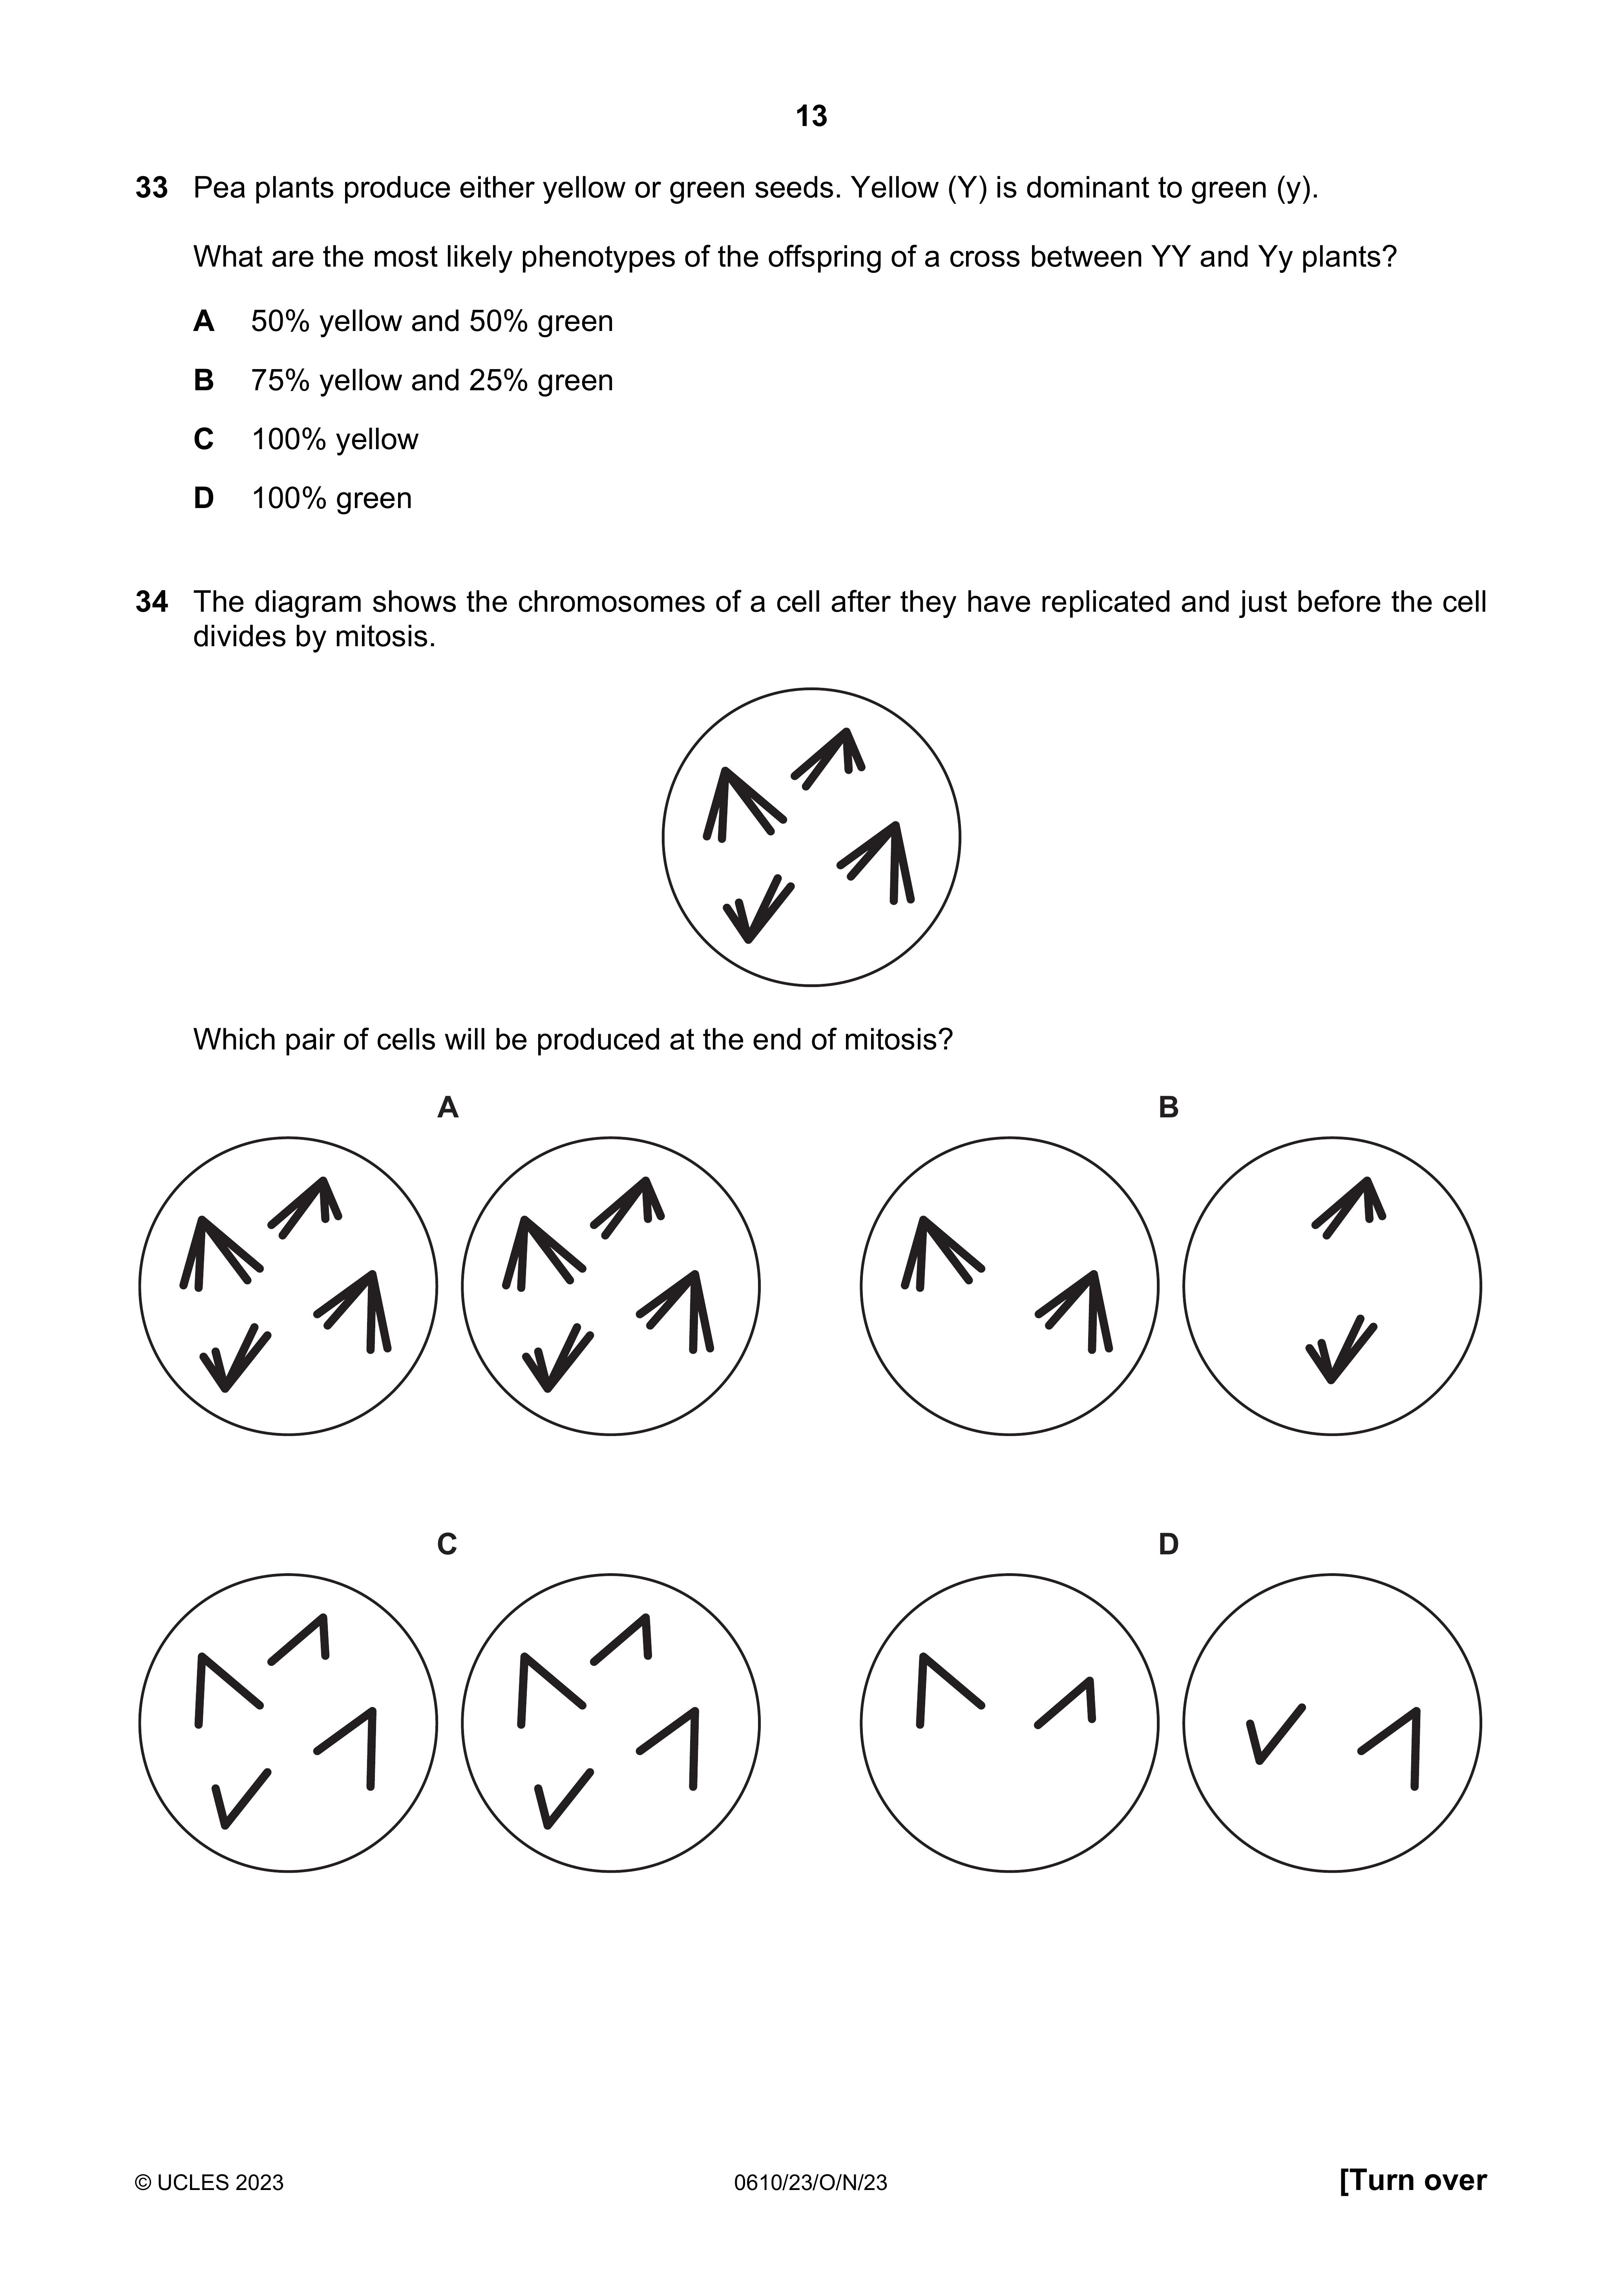 13
33 Pea plants produce either yellow or green seeds. Yellow (Y) is dominant to green (y).
What are the most likely phenotypes of the offspring of a cross between YY and Yy plants?
A 50% yellow and 50% green
B 75% yellow and 25% green
C 100% yellow
D 100% green
34 The diagram shows the chromosomes of a cell after they have replicated and just before the cell
divides by mitosis.
Which pair of cells will be produced at the end of mitosis?
A B
C D
© UCLES 2023 0610/23/O/N/23 [Turn over